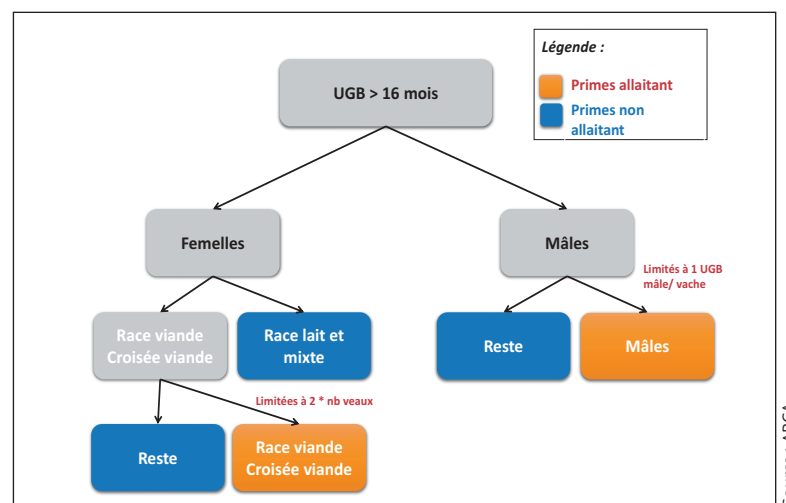 Légende :
Primes allaitant
Primes non
allaitant
UGB > 16 mois
Femelles
Mâles
Limités à 1 UGB
mâle/ vache
Race viande
Croisée viande
Race lait et
mixte
Reste
Mâles
Limitées à 2 * nb veaux
Reste
Race viande
Croisée viande